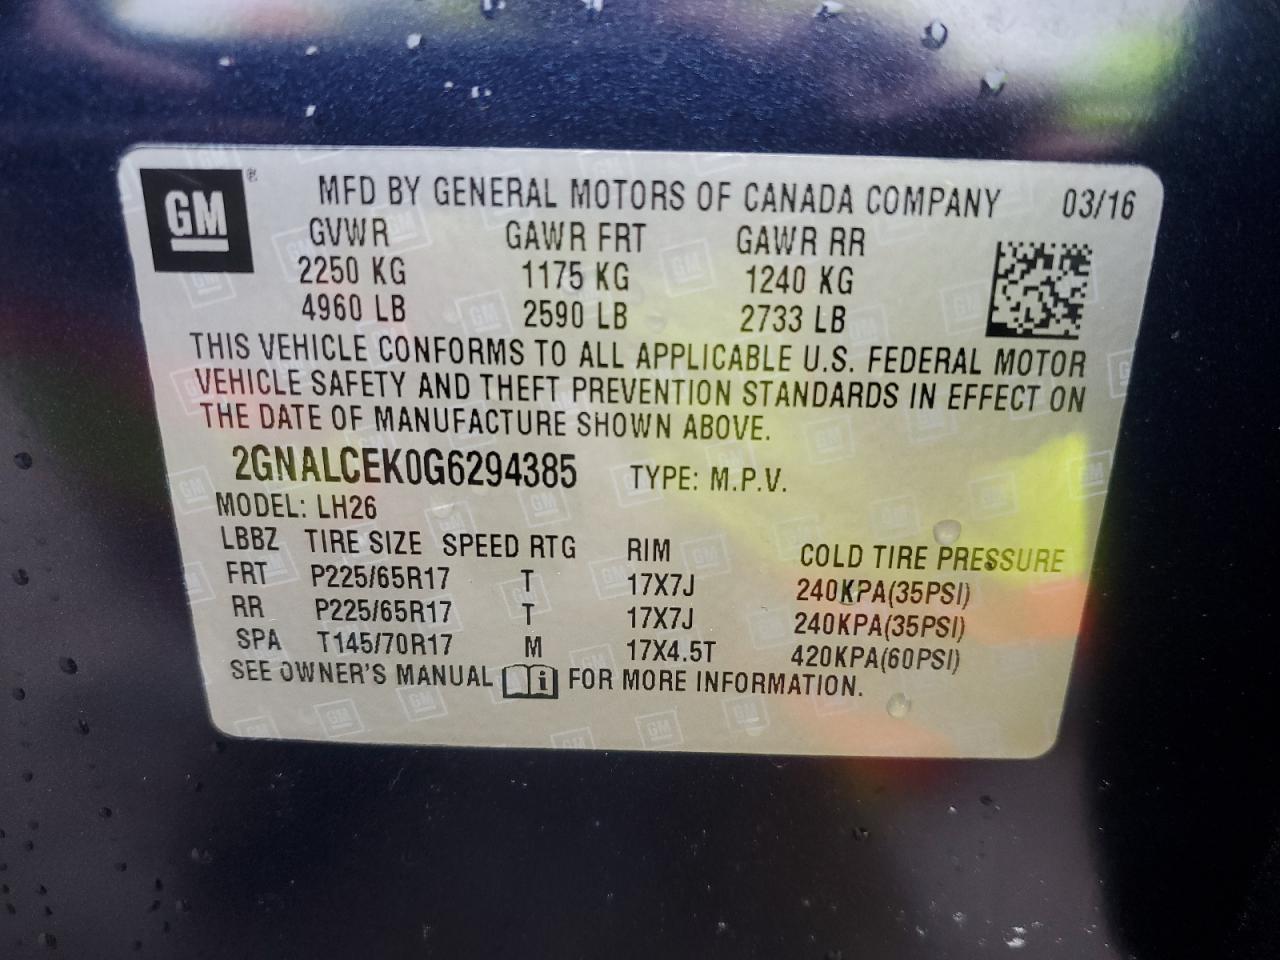 GM ® MFD BY GENERAL MOTORS OF CANADA COMPANY 03/16
GVWR GAWR FRT GAWR RR
2250 KG 1175 KG 1240 KG
4960 LB 2590 LB 2733 LB
THIS VEHICLE CONFORMS TO ALL APPLICABLE U.S. FEDERAL MOTOR
VEHICLE SAFETY AND THEFT PREVENTION STANDARDS IN EFFECT ON
THE DATE OF MANUFACTURE SHOWN ABOVE.
2GNALCEK0G6294385 TYPE: M.P.V.
MODEL: LH26
LBBZ TIRE SIZE SPEED RTG RIM COLD TIRE PRESSURE
FRT P225/65R17 T 17X7J 240KPA(35PSI)
RR P225/65R17 T 17X7J 240KPA(35PSI)
SPA T145/70R17 M 17X4.5T 420KPA(60PSI)
SEE OWNER'S MANUAL i FOR MORE INFORMATION.